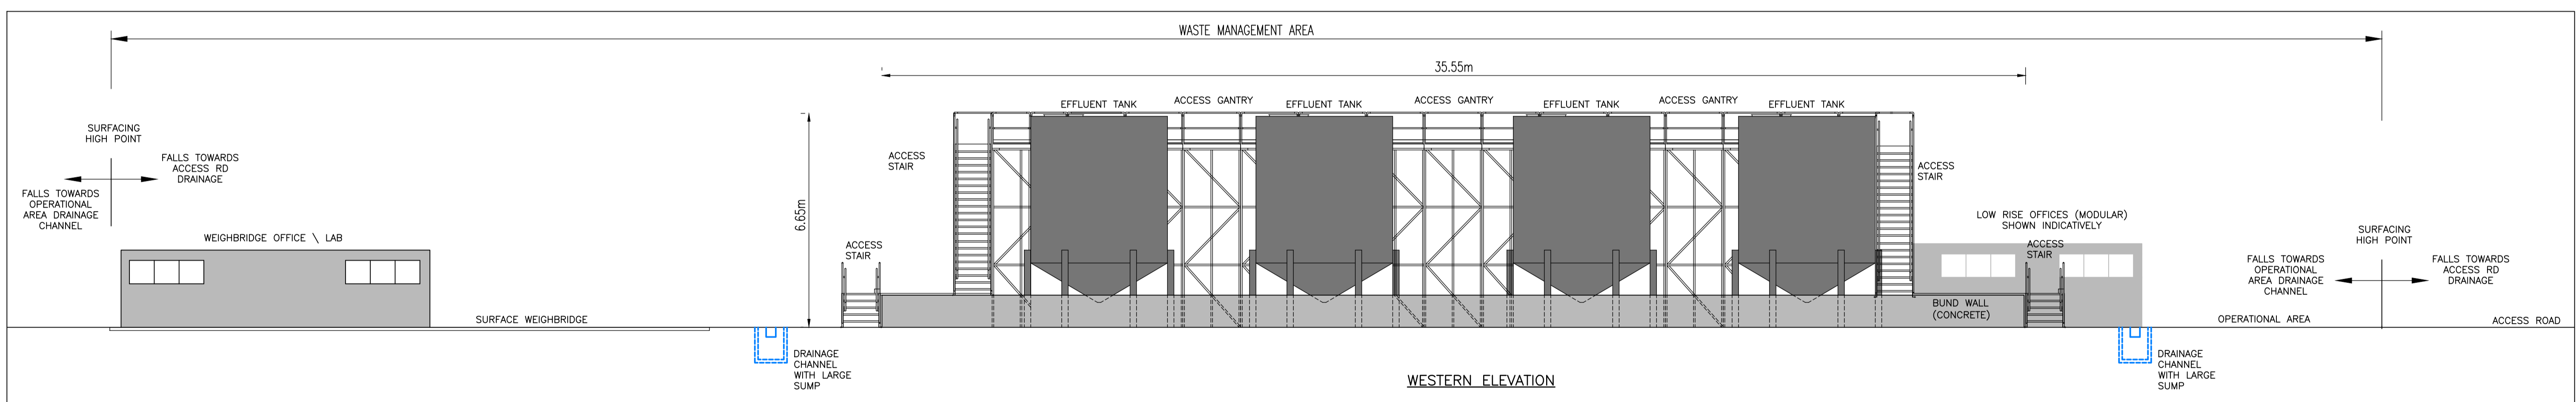 WASTE MANAGEMENT AREA
35.55m
EFFLUENT TANK
ACCESS GANTRY
EFFLUENT TANK
ACCESS GANTRY
EFFLUENT TANK
ACCESS GANTRY
EFFLUENT TANK
SURFACING
HIGH POINT
FALLS TOWARDS
ACCESS RD
DRAINAGE
FALLS TOWARDS
OPERATIONAL
AREA DRAINAGE
CHANNEL
WEIGHBRIDGE OFFICE \ LAB
SURFACE WEIGHBRIDGE
6.65m
ACCESS
STAIR
ACCESS
STAIR
ACCESS
STAIR
LOW RISE OFFICES (MODULAR)
SHOWN INDICATIVELY
ACCESS
STAIR
BUND WALL
(CONCRETE)
SURFACING
HIGH POINT
FALLS TOWARDS
OPERATIONAL
AREA DRAINAGE
CHANNEL
FALLS TOWARDS
ACCESS RD
DRAINAGE
OPERATIONAL AREA
ACCESS ROAD
DRAINAGE
CHANNEL
WITH LARGE
SUMP
DRAINAGE
CHANNEL
WITH LARGE
SUMP
WESTERN ELEVATION